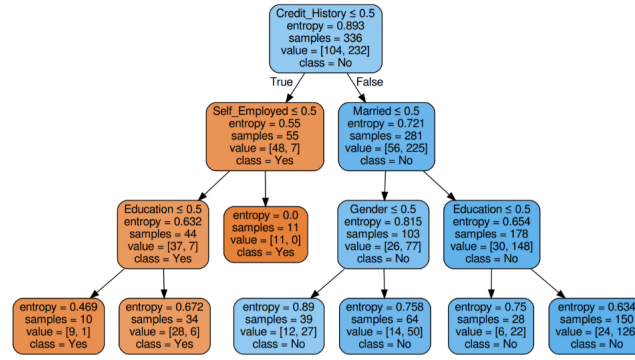 Credit_History ≤ 0.5
entropy = 0.893
samples = 336
value = [104, 232]
class = No
True
False
Self_Employed ≤ 0.5
entropy = 0.55
samples = 55
value = [48, 7]
class = Yes
Married ≤ 0.5
entropy = 0.721
samples = 281
value = [56, 225]
class = No
Education ≤ 0.5
entropy = 0.632
samples = 44
value = [37, 7]
class = Yes
entropy = 0.0
samples = 11
value = [11, 0]
class = Yes
Gender ≤ 0.5
entropy = 0.815
samples = 103
value = [26, 77]
class = No
Education ≤ 0.5
entropy = 0.654
samples = 178
value = [30, 148]
class = No
entropy = 0.469
samples = 10
value = [9, 1]
class = Yes
entropy = 0.672
samples = 34
value = [28, 6]
class = Yes
entropy = 0.89
samples = 39
value = [12, 27]
class = No
entropy = 0.758
samples = 64
value = [14, 50]
class = No
entropy = 0.75
samples = 28
value = [6, 22]
class = No
entropy = 0.634
samples = 150
value = [24, 126]
class = No